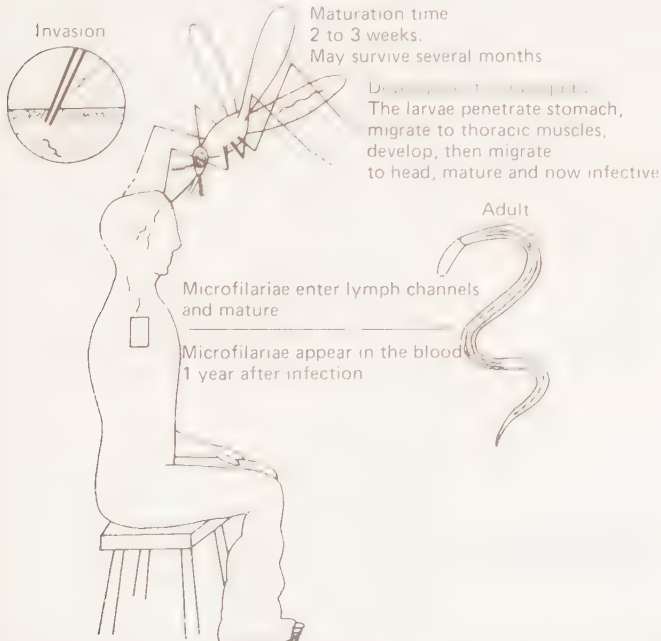 Invasion
Maturation time
2 to 3 weeks.
May survive several months
The larvae penetrate stomach,
migrate to thoracic muscles,
develop, then migrate
to head, mature and now infective
Adult
Microfilariae enter lymph channels
and mature
Microfilariae appear in the blood
1 year after infection